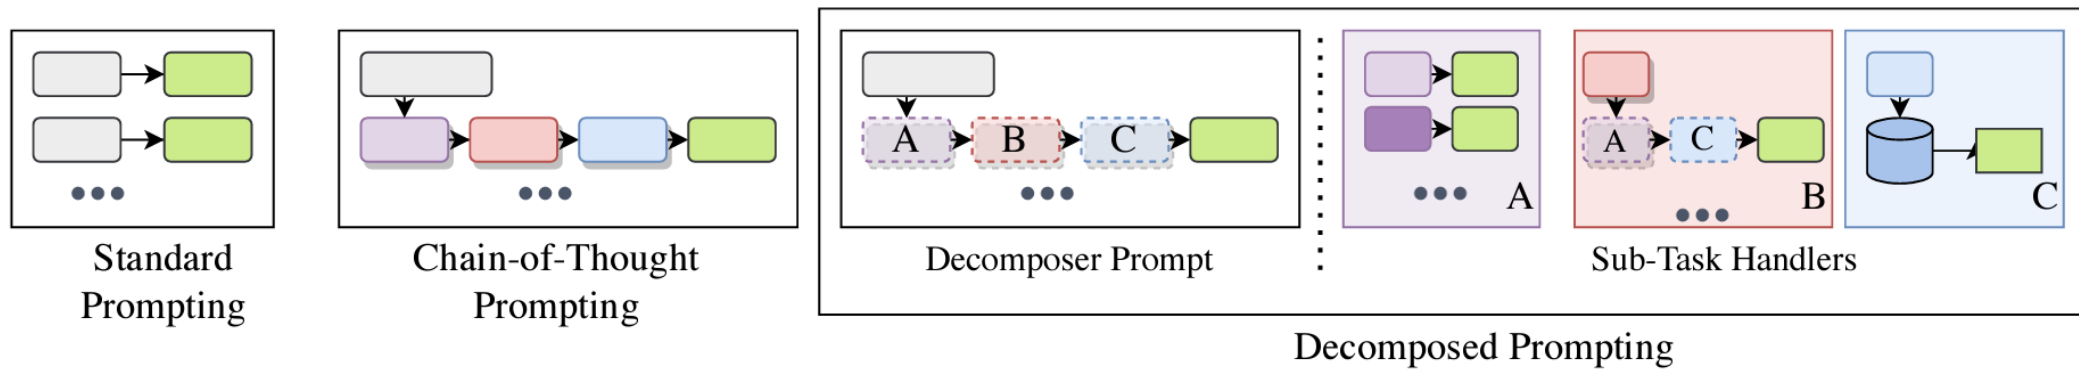 Standard
Prompting
Chain-of-Thought
Prompting
A
B
C
Decomposer Prompt
A
A
C
B
C
Sub-Task Handlers
Decomposed Prompting